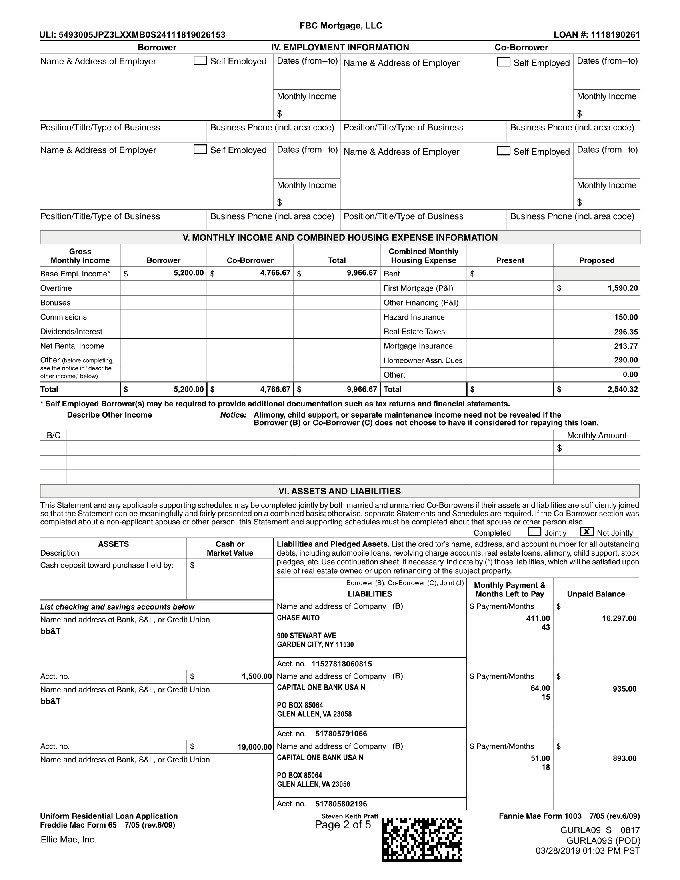 FBC Mortgage, LLC
ULI: 5493005JPZ3LXXMB0S24111819026153 LOAN #: 1118190261
Borrower IV. EMPLOYMENT INFORMATION Co-Borrower
Name & Address of Employer Self Employed Dates (from–to) Name & Address of Employer Self Employed Dates (from–to)
Monthly Income Monthly Income
$ $
Position/Title/Type of Business Business Phone (incl. area code) Position/Title/Type of Business Business Phone (incl. area code)
Name & Address of Employer Self Employed Dates (from–to) Name & Address of Employer Self Employed Dates (from–to)
Monthly Income Monthly Income
$ $
Position/Title/Type of Business Business Phone (incl. area code) Position/Title/Type of Business Business Phone (incl. area code)
V. MONTHLY INCOME AND COMBINED HOUSING EXPENSE INFORMATION
Gross Combined Monthly
Monthly Income Borrower Co-Borrower Total Housing Expense Present Proposed
Base Empl. Income* $ 5,200.00 $ 4,766.67 $ 9,966.67 Rent $
Overtime First Mortgage (P&I) $ 1,590.20
Bonuses Other Financing (P&I)
Commissions Hazard Insurance 150.00
Dividends/Interest Real Estate Taxes 296.35
Net Rental Income Mortgage Insurance 213.77
Other (before completing, Homeowner Assn. Dues 290.00
see the notice in "describe
other income," below) Other: 0.00
Total $ 5,200.00 $ 4,766.67 $ 9,966.67 Total $ $ 2,540.32
* Self Employed Borrower(s) may be required to provide additional documentation such as tax returns and financial statements.
Describe Other Income Notice: Alimony, child support, or separate maintenance income need not be revealed if the
Borrower (B) or Co-Borrower (C) does not choose to have it considered for repaying this loan.
B/C Monthly Amount
$
VI. ASSETS AND LIABILITIES
This Statement and any applicable supporting schedules may be completed jointly by both married and unmarried Co-Borrowers if their assets and liabilities are sufficiently joined
so that the Statement can be meaningfully and fairly presented on a combined basis; otherwise, separate Statements and Schedules are required. If the Co-Borrower section was
completed about a non-applicant spouse or other person, this Statement and supporting schedules must be completed about that spouse or other person also.
Completed Jointly X Not Jointly
ASSETS Cash or Liabilities and Pledged Assets. List the creditor's name, address, and account number for all outstanding
Description Market Value debts, including automobile loans, revolving charge accounts, real estate loans, alimony, child support, stock
Cash deposit toward purchase held by: $ pledges, etc. Use continuation sheet, if necessary. Indicate by (*) those liabilities, which will be satisfied upon
sale of real estate owned or upon refinancing of the subject property.
Borrower (B), Co-Borrower (C), Joint (J) Monthly Payment &
LIABILITIES Months Left to Pay Unpaid Balance
List checking and savings accounts below Name and address of Company (B) $ Payment/Months $
Name and address of Bank, S&L, or Credit Union CHASE AUTO 411.00 16,297.00
bb&T 43
900 STEWART AVE
GARDEN CITY, NY 11530
Acct. no. 11527818060815
Acct. no. $ 1,500.00 Name and address of Company (B) $ Payment/Months $
Name and address of Bank, S&L, or Credit Union CAPITAL ONE BANK USA N 64.00 935.00
bb&T 15
PO BOX 85064
GLEN ALLEN, VA 23058
Acct. no. 517805791066
Acct. no. $ 19,000.00 Name and address of Company (B) $ Payment/Months $
Name and address of Bank, S&L, or Credit Union CAPITAL ONE BANK USA N 51.00 893.00
18
PO BOX 85064
GLEN ALLEN, VA 23058
Acct. no. 517805802196
Uniform Residential Loan Application Steven Keith Pratt Fannie Mae Form 1003 7/05 (rev.6/09)
Freddie Mac Form 65 7/05 (rev.6/09) Page 2 of 5
GURLA09 S 0817
Ellie Mae, Inc. GURLA09S (POD)
03/28/2019 01:03 PM PST